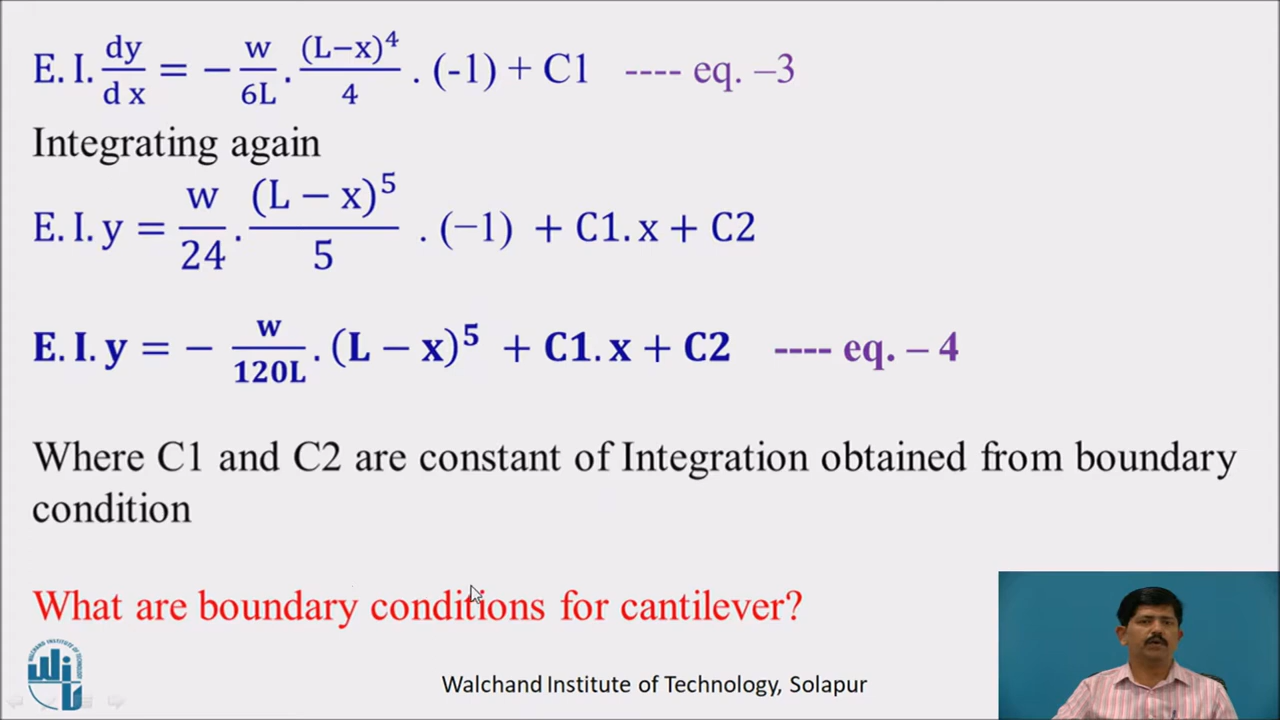 E. I. dy/d x = − w/6L . (L−x)^4/4 . (-1) + C1 ---- eq. –3
Integrating again
E. I. y = w/24 . (L − x)^5/5 . (−1) + C1. x + C2
E. I. y = − w/120L . (L − x)^5 + C1. x + C2 ---- eq. – 4
Where C1 and C2 are constant of Integration obtained from boundary
condition
What are boundary conditions for cantilever?
Walchand Institute of Technology, Solapur